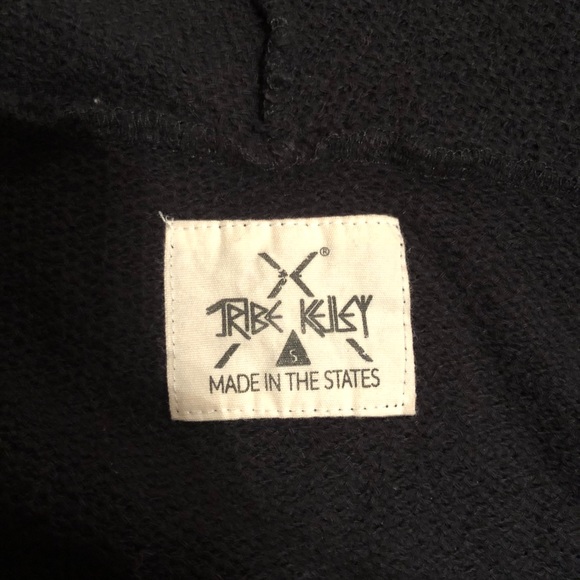 ®
TRIBE KELLEY
S
MADE IN THE STATES